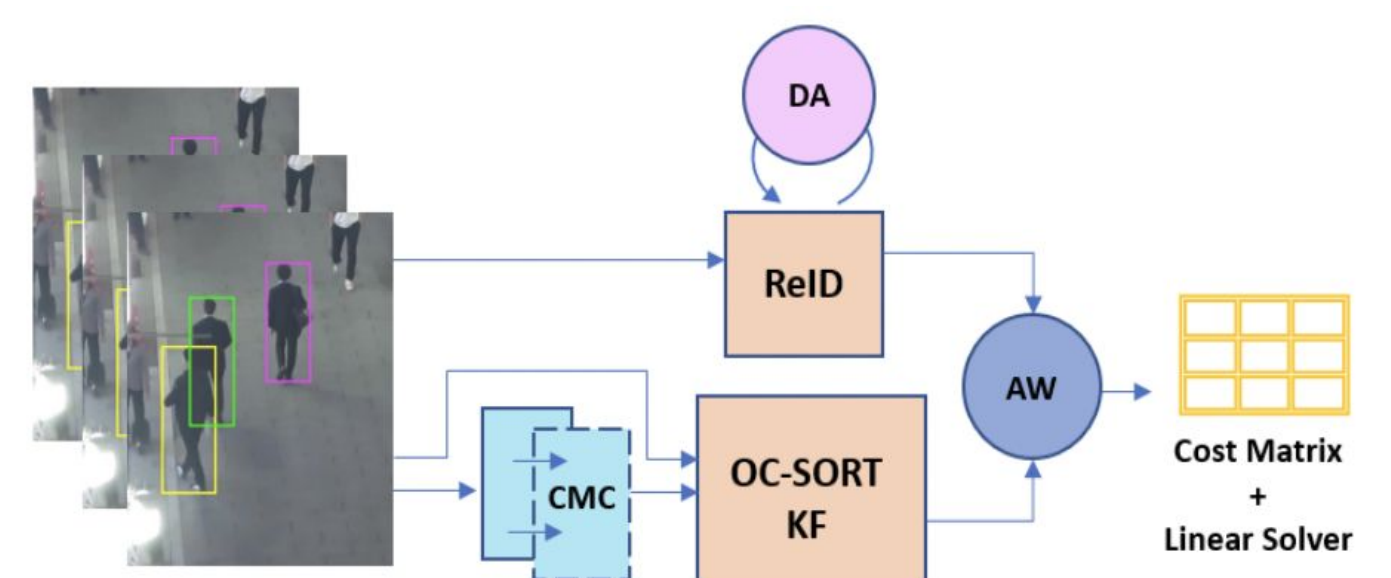 DA
ReID
AW
CMC
OC-SORT
KF
Cost Matrix
+
Linear Solver